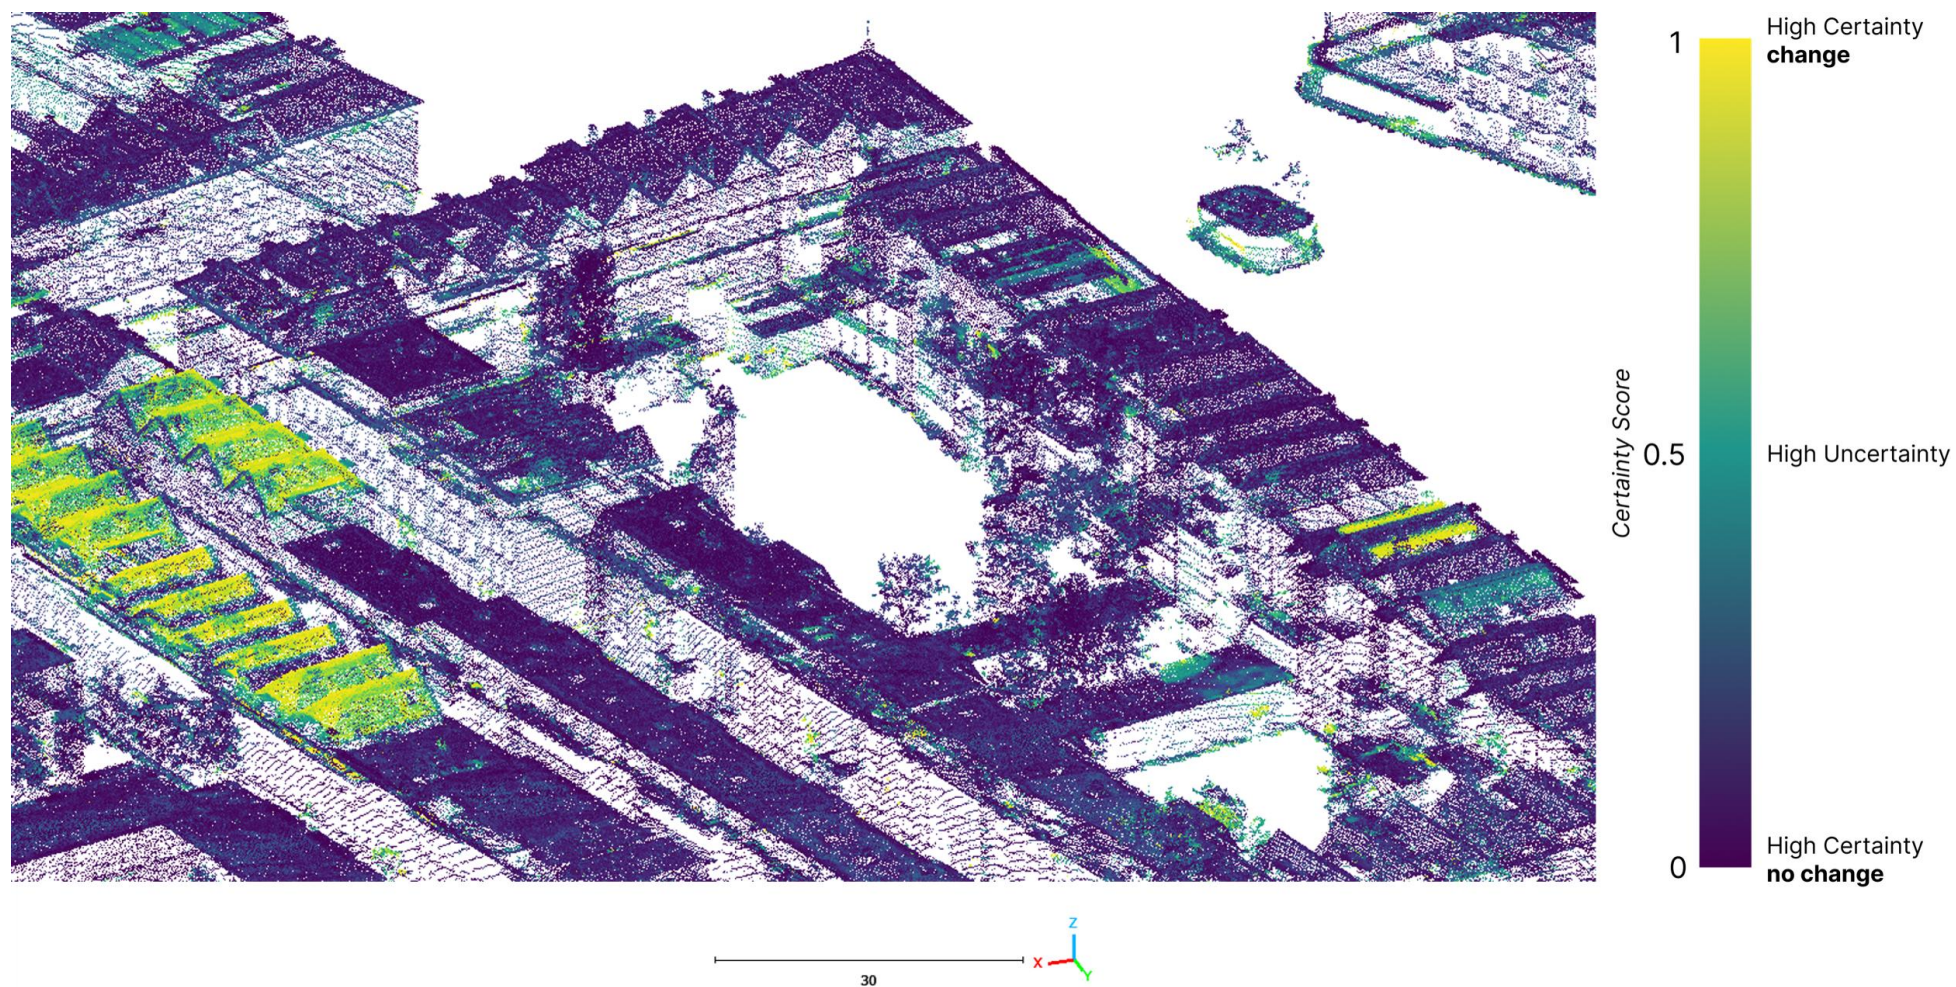 1
High Certainty
change
Certainty Score
0.5
High Uncertainty
0
High Certainty
no change
30
Z
X
Y